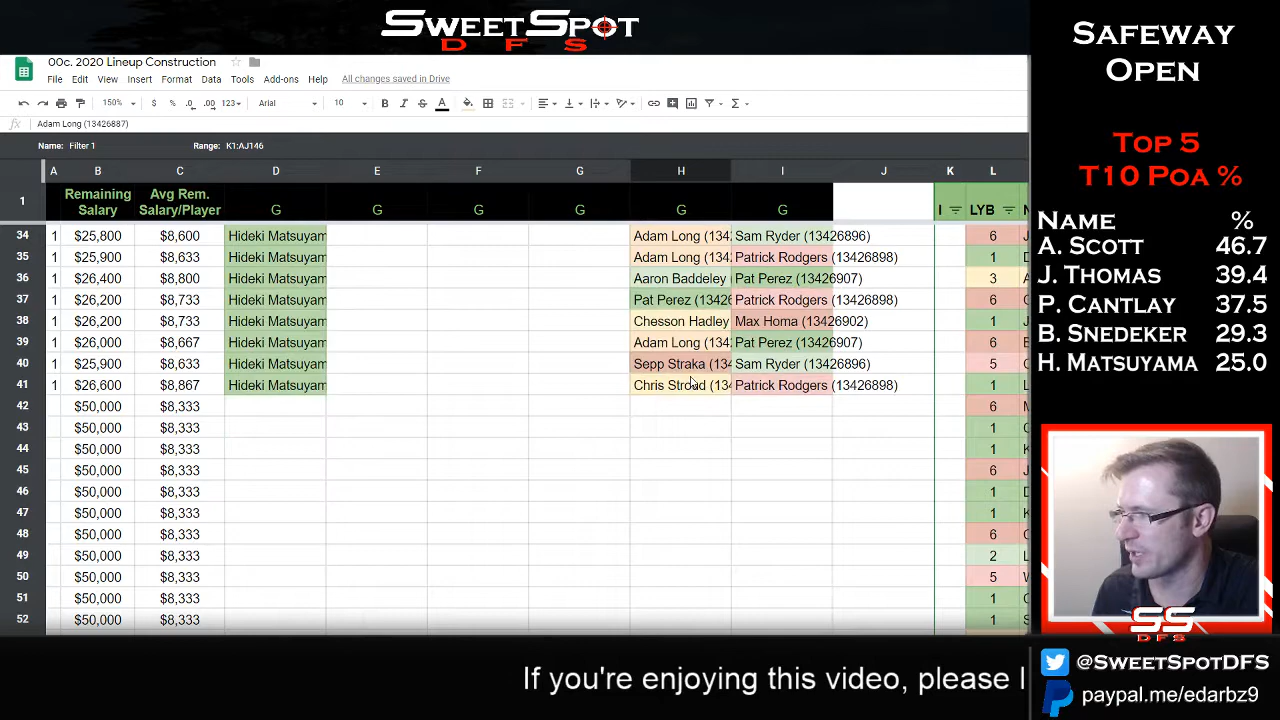 SweetSpot
DFS
00c. 2020 Lineup Construction
File Edit View Insert Format Data Tools Add-ons Help All changes saved in Drive
150% $ % .0 .00 123 Arial 10 B I S A
fx Adam Long (13426887)
Name: Filter 1 Range: K1:AJ146
A B C D E F G H I J K L
1 Remaining Salary Avg Rem. Salary/Player G G G G G G I LYB N
34 1 $25,800 $8,600 Hideki Matsuyam Adam Long (134 Sam Ryder (13426896) 6 J
35 1 $25,900 $8,633 Hideki Matsuyam Adam Long (134 Patrick Rodgers (13426898) 1
36 1 $26,400 $8,800 Hideki Matsuyam Aaron Baddeley Pat Perez (13426907) 3
37 1 $26,200 $8,733 Hideki Matsuyam Pat Perez (13426 Patrick Rodgers (13426898) 6
38 1 $26,200 $8,733 Hideki Matsuyam Chesson Hadley Max Homa (13426902) 1
39 1 $26,000 $8,667 Hideki Matsuyam Adam Long (134 Pat Perez (13426907) 6
40 1 $25,900 $8,633 Hideki Matsuyam Sepp Straka (134 Sam Ryder (13426896) 5
41 1 $26,600 $8,867 Hideki Matsuyam Chris Stroud (134 Patrick Rodgers (13426898) 1
42 $50,000 $8,333 6
43 $50,000 $8,333 1
44 $50,000 $8,333 1
45 $50,000 $8,333 6
46 $50,000 $8,333 1
47 $50,000 $8,333 1
48 $50,000 $8,333 6
49 $50,000 $8,333 2
50 $50,000 $8,333 5
51 $50,000 $8,333 1
52 $50,000 $8,333 1
Safeway
Open
Top 5
T10 Poa %
Name %
A. Scott 46.7
J. Thomas 39.4
P. Cantlay 37.5
B. Snedeker 29.3
H. Matsuyama 25.0
SS
DFS
@SweetSpotDFS
paypal.me/edarbz9
If you're enjoying this video, please l